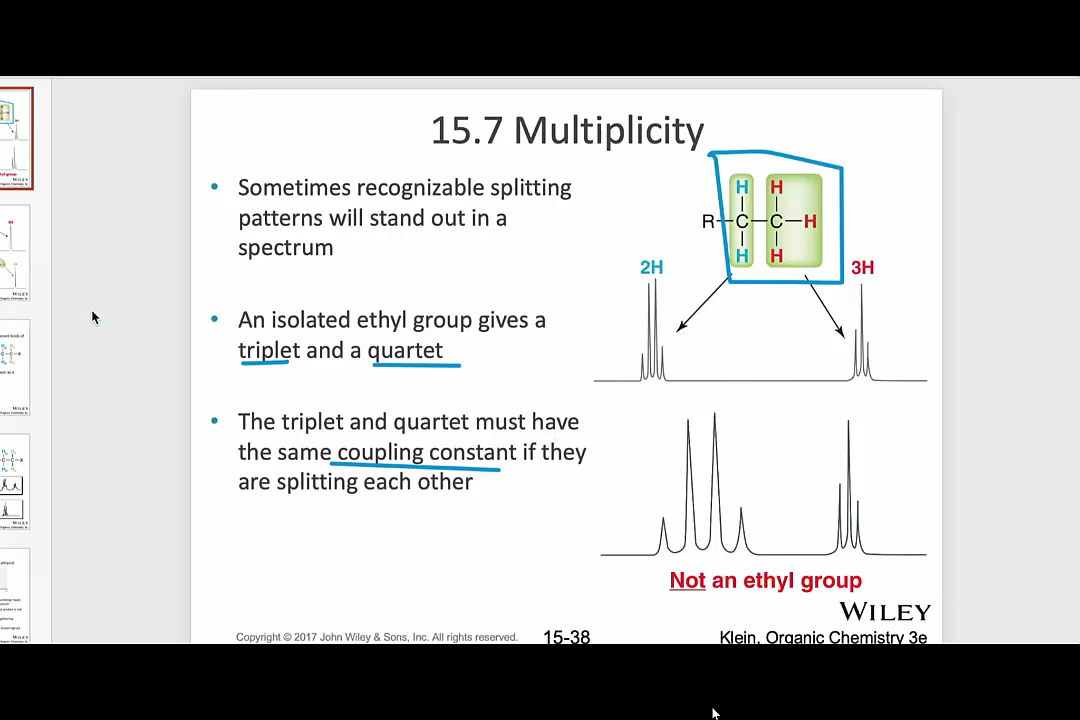 15.7 Multiplicity
• Sometimes recognizable splitting
patterns will stand out in a
spectrum
• An isolated ethyl group gives a
triplet and a quartet
• The triplet and quartet must have
the same coupling constant if they
are splitting each other
H H
R—C—C—H
H H
2H 3H
Not an ethyl group
WILEY
Copyright © 2017 John Wiley & Sons, Inc. All rights reserved. 15-38 Klein, Organic Chemistry 3e